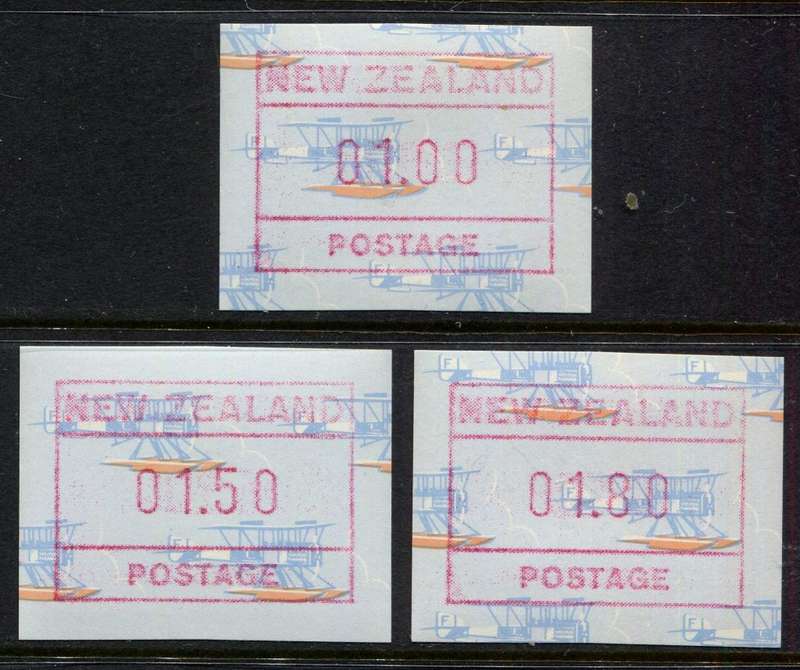 NEW ZEALAND
01.00
POSTAGE
NEW ZEALAND
01.50
POSTAGE
NEW ZEALAND
01.80
POSTAGE